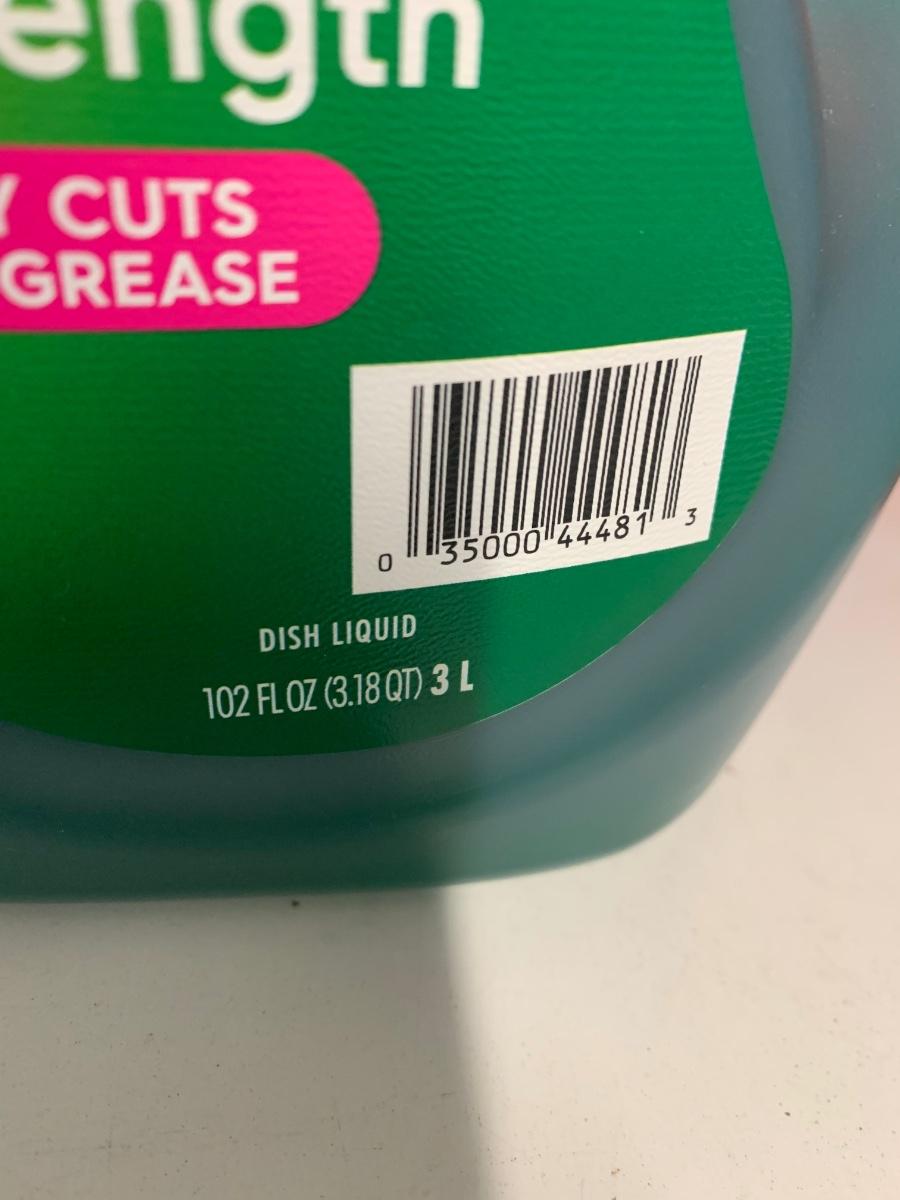 ength
Y CUTS
GREASE
0 35000 44481 3
DISH LIQUID
102 FL OZ (3.18 QT) 3 L